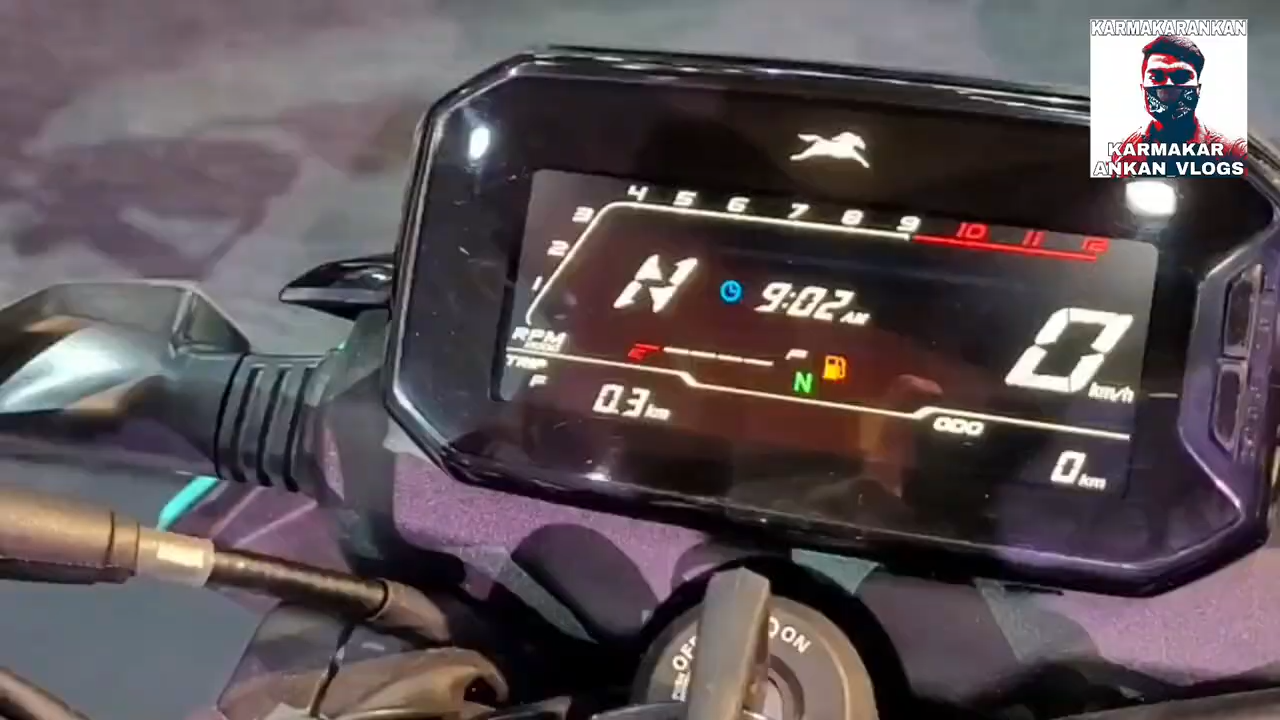 KARMAKARANKAN
KARMAKAR
ANKAN_VLOGS
4 5 6 7 8 9 10 11 12
3
2
1
N
9:02 AM
0 km/h
RPM
TRIP
F
E F
N
0.3 km
ODO
0 km
OFF ON